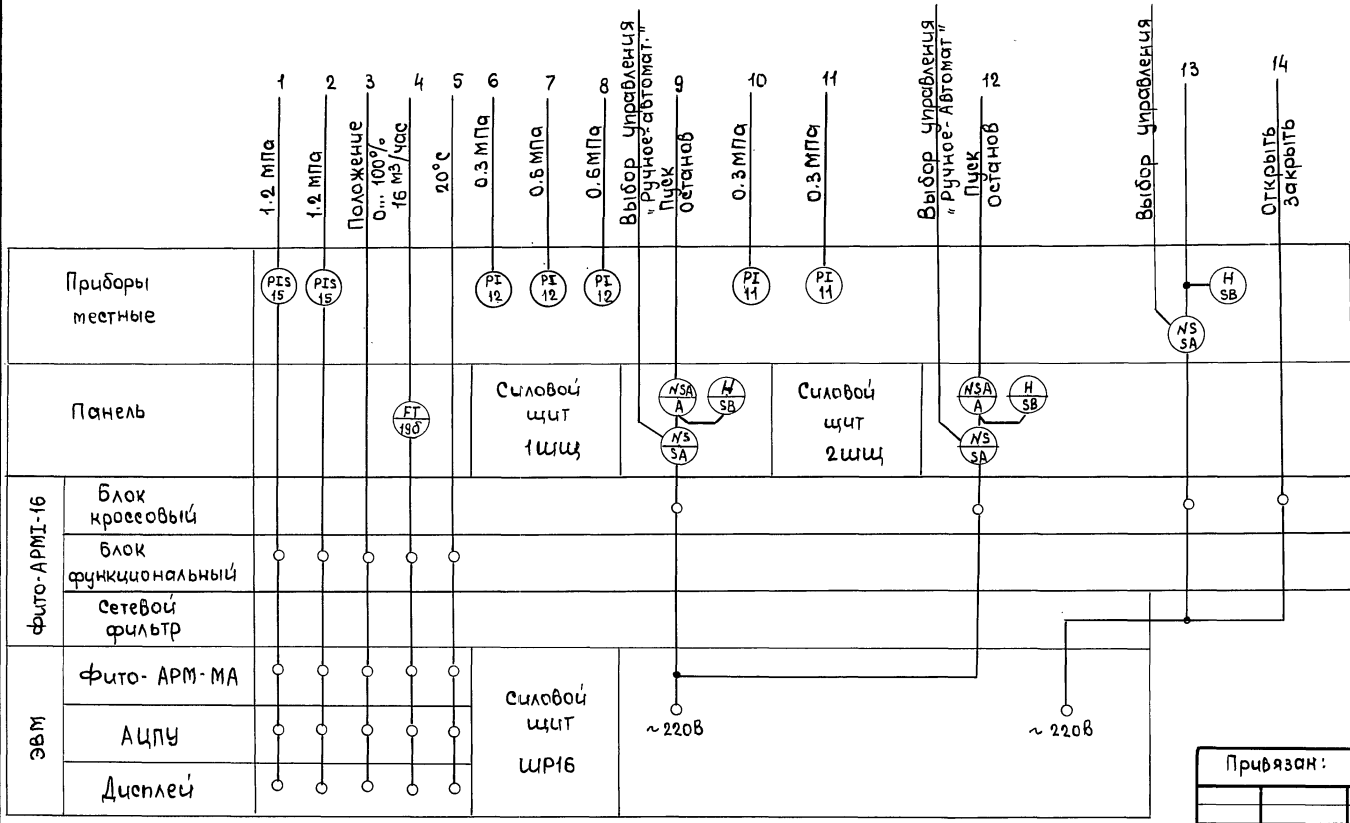 1
2
3
4
5
6
7
8
9
10
11
12
13
14
1.2 МПа
1.2 МПа
Положение
0... 100%
16 м³/час
20°С
0.3 МПа
0.6 МПа
0.6 МПа
Выбор управления
„Ручное-автомат."
Пуск
останов
0.3 МПа
0.3 МПа
Выбор управления
„Ручное-Автомат"
Пуск
останов
Выбор управления
Открыть
закрыть
Приборы
местные
PIS
15
PIS
15
PI
12
PI
12
PI
12
PI
11
PI
11
H
SB
NS
SA
Панель
FT
19б
Силовой
щит
1ШЩ
NSA
A
H
SB
NS
SA
Силовой
щит
2ШЩ
NSA
A
H
SB
NS
SA
Фито-АРМI-16
Блок
кроссовый
Блок
функциональный
Сетевой
фильтр
ЭВМ
Фито- АРМ-МА
АЦПУ
Дисплей
Силовой
щит
ШР16
~220В
~ 220В
Привязан: